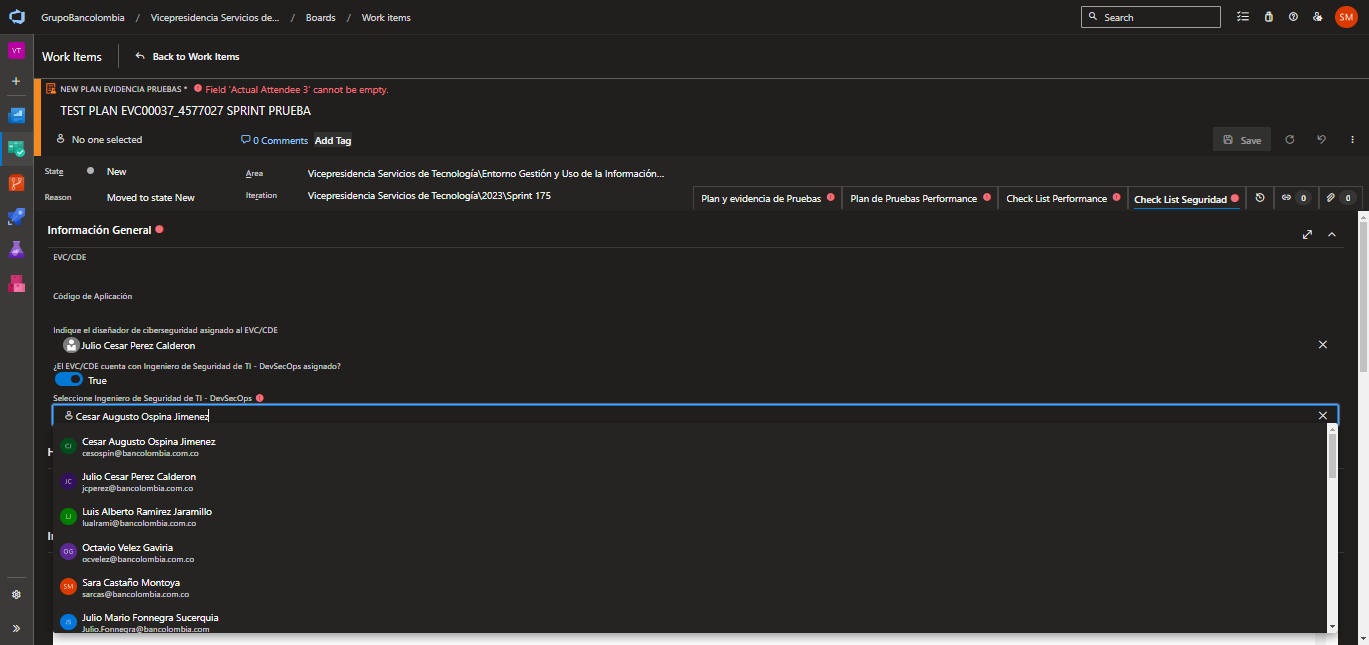 GrupoBancolombia / Vicepresidencia Servicios de... / Boards / Work items
Search
SM
VT
Work Items
Back to Work Items
NEW PLAN EVIDENCIA PRUEBAS * Field 'Actual Attendee 3' cannot be empty.
TEST PLAN EVC00037_4577027 SPRINT PRUEBA
No one selected
0 Comments
Add Tag
Save
State
New
Area
Vicepresidencia Servicios de Tecnología\Entorno Gestión y Uso de la Información...
Reason
Moved to state New
Iteration
Vicepresidencia Servicios de Tecnología\2023\Sprint 175
Plan y evidencia de Pruebas
Plan de Pruebas Performance
Check List Performance
Check List Seguridad
0
0
Información General
EVC/CDE
Código de Aplicación
Indique el diseñador de ciberseguridad asignado al EVC/CDE
Julio Cesar Perez Calderon
¿El EVC/CDE cuenta con Ingeniero de Seguridad de TI - DevSecOps asignado?
True
Seleccione Ingeniero de Seguridad de TI - DevSecOps
Cesar Augusto Ospina Jimenez
CJ
Cesar Augusto Ospina Jimenez
cesospin@bancolombia.com.co
JC
Julio Cesar Perez Calderon
jcperez@bancolombia.com.co
LJ
Luis Alberto Ramirez Jaramillo
lualrami@bancolombia.com.co
OG
Octavio Velez Gaviria
ocvelez@bancolombia.com.co
SM
Sara Castaño Montoya
sarcas@bancolombia.com.co
JS
Julio Mario Fonnegra Sucerquia
Julio.Fonnegra@bancolombia.com